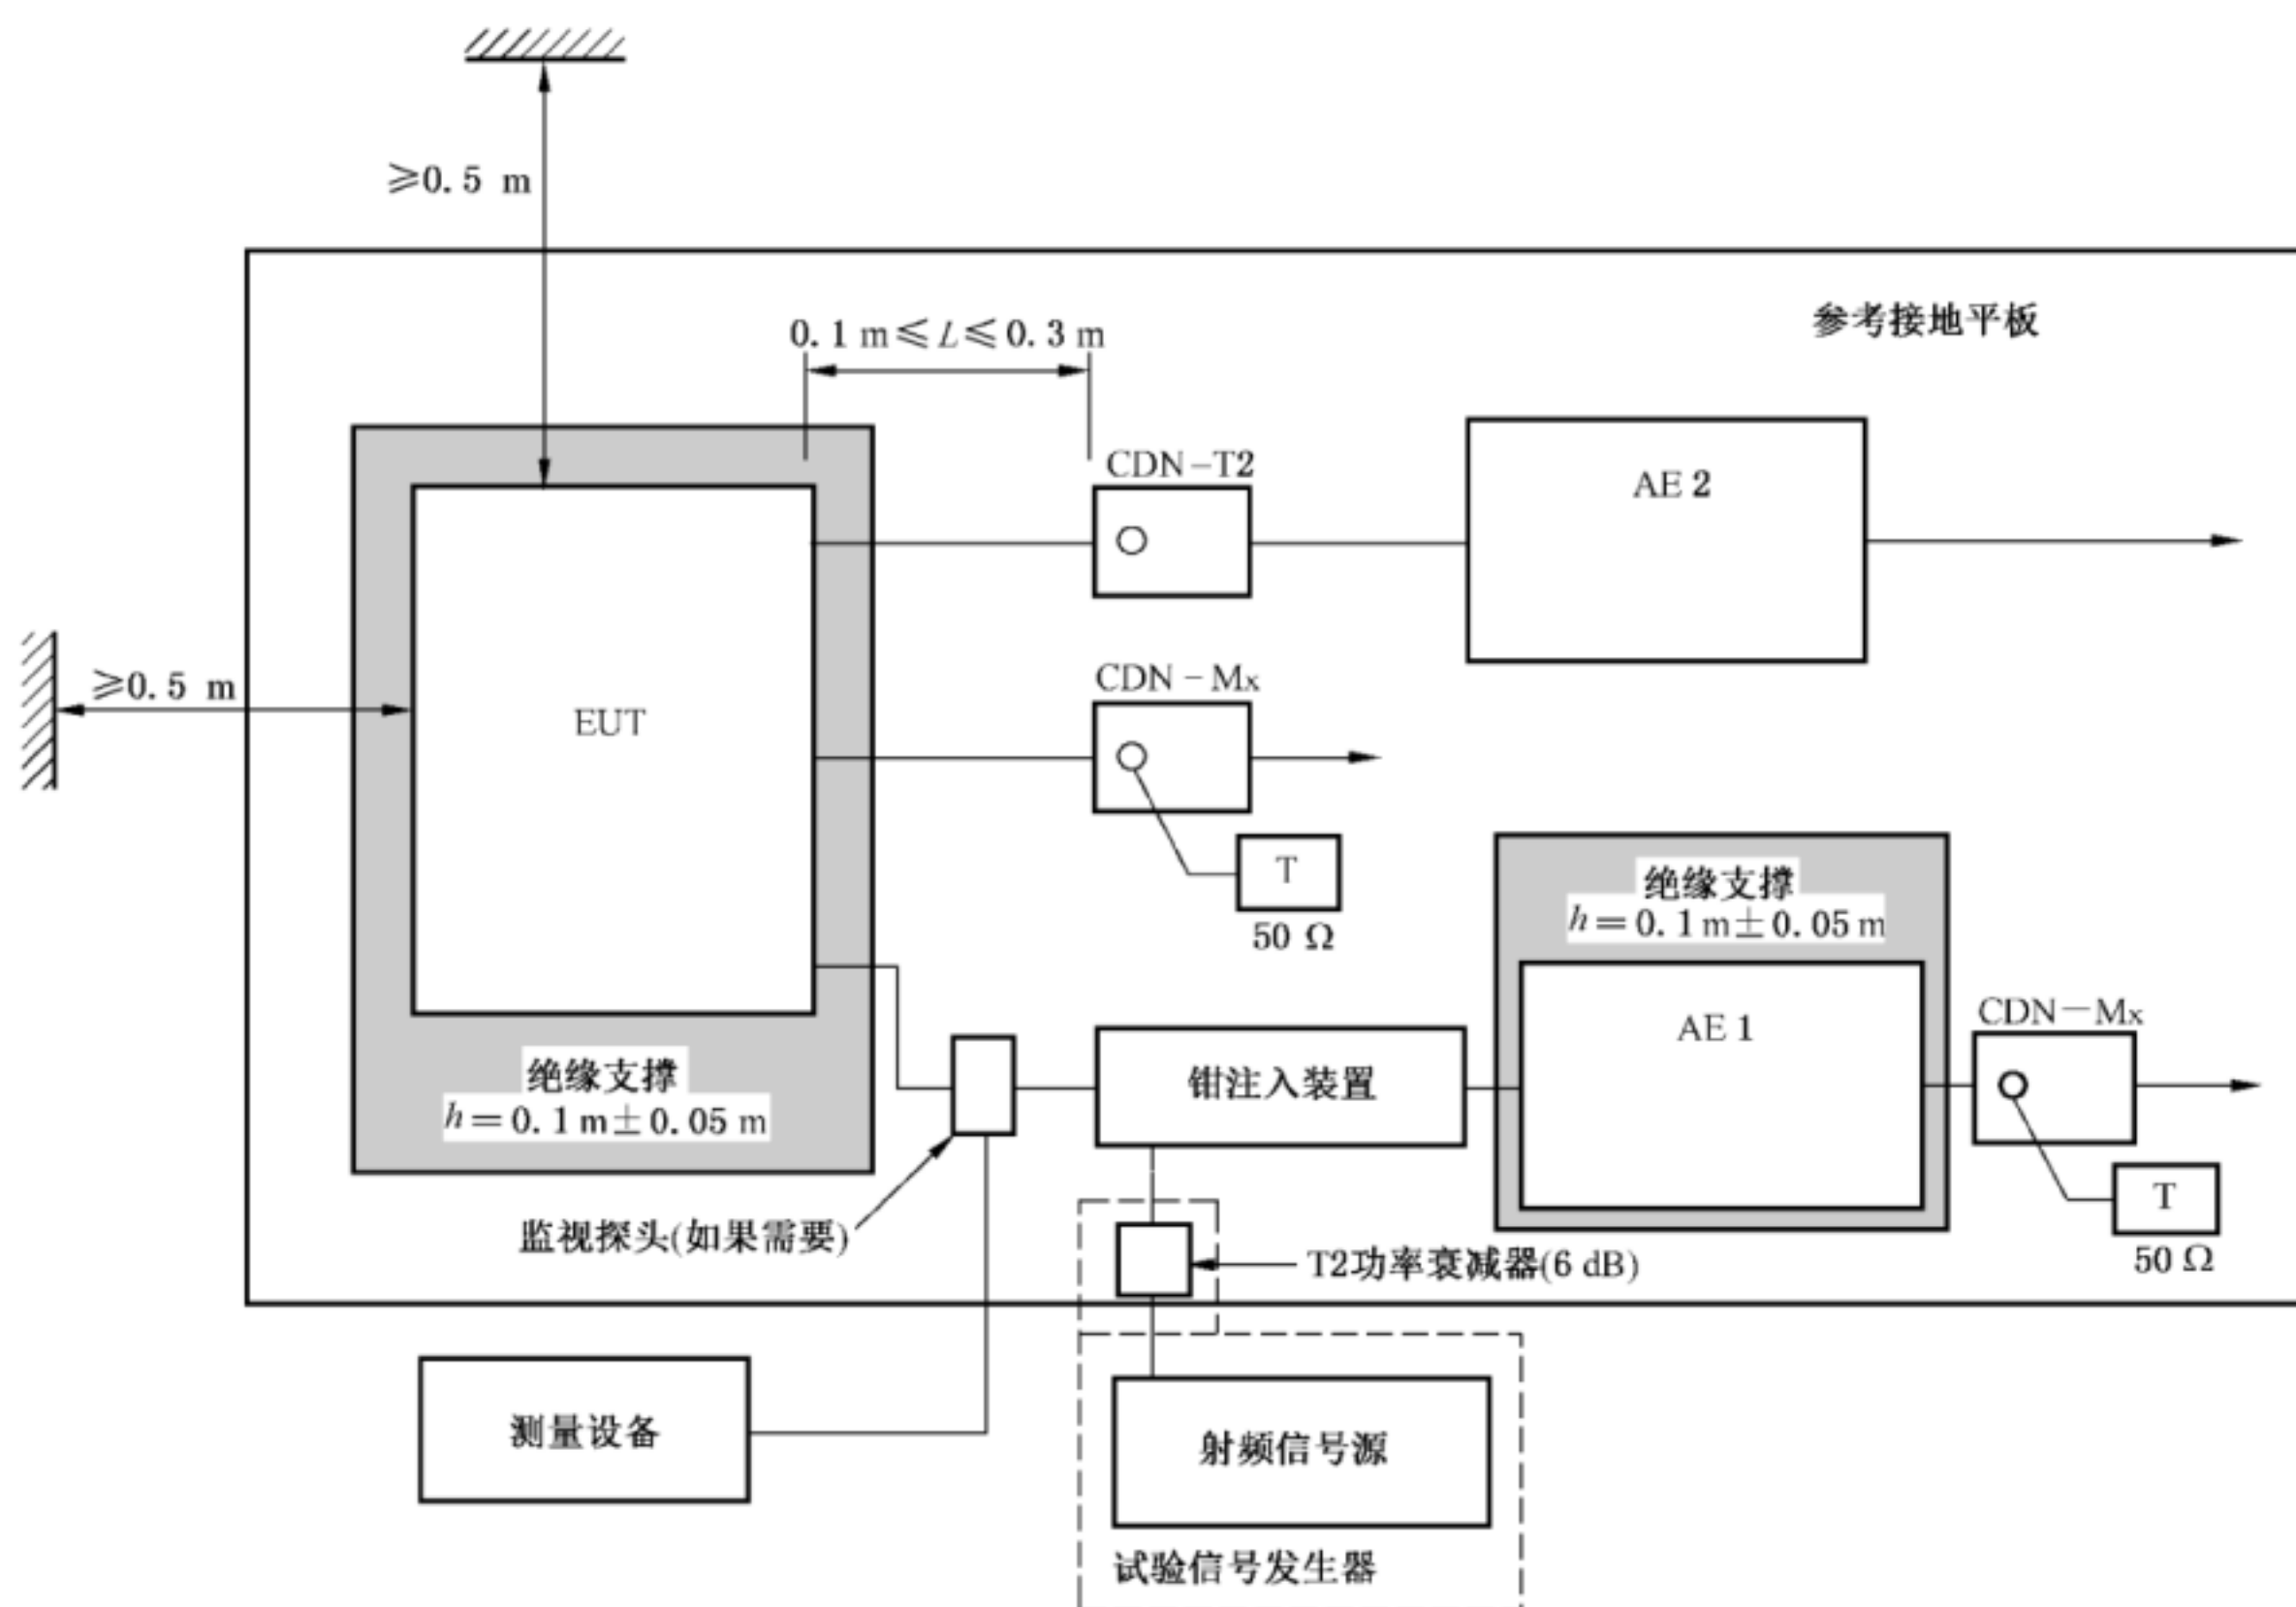 ≥0.5 m
参考接地平板
0.1 m≤L≤0.3 m
CDN-T2
AE 2
≥0.5 m
EUT
CDN-Mx
T
50 Ω
绝缘支撑
h=0.1 m±0.05 m
AE 1
CDN-Mx
T
50 Ω
绝缘支撑
h=0.1 m±0.05 m
钳注入装置
监视探头(如果需要)
T2功率衰减器(6 dB)
测量设备
射频信号源
试验信号发生器